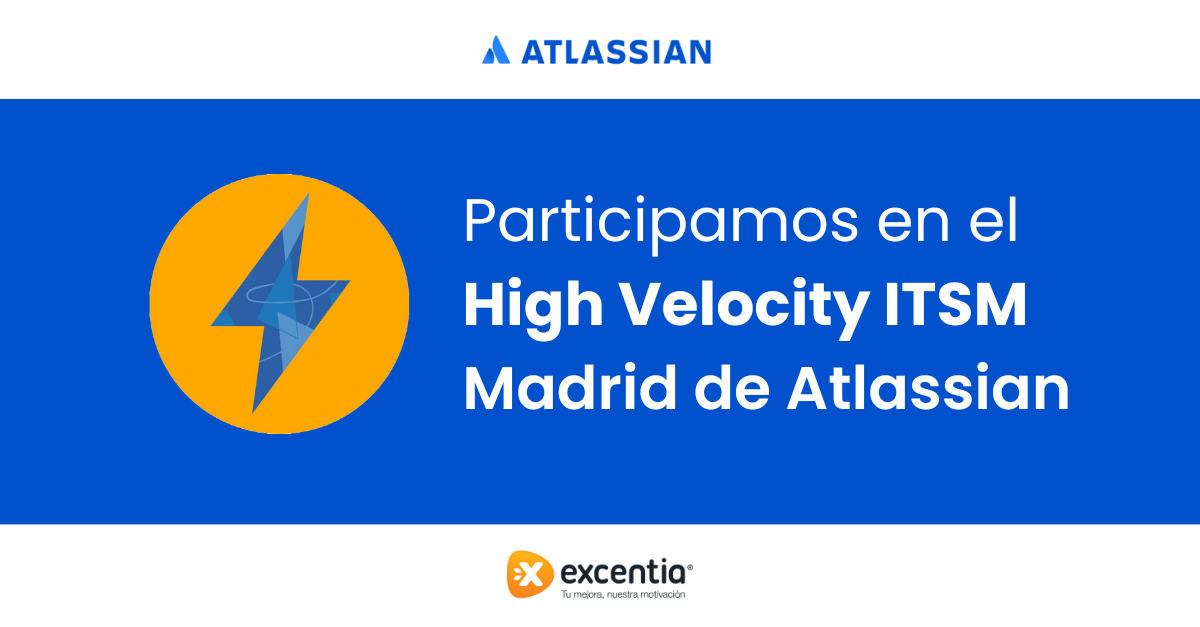 ATLASSIAN
Participamos en el
High Velocity ITSM
Madrid de Atlassian
excentia®
Tu mejora, nuestra motivación